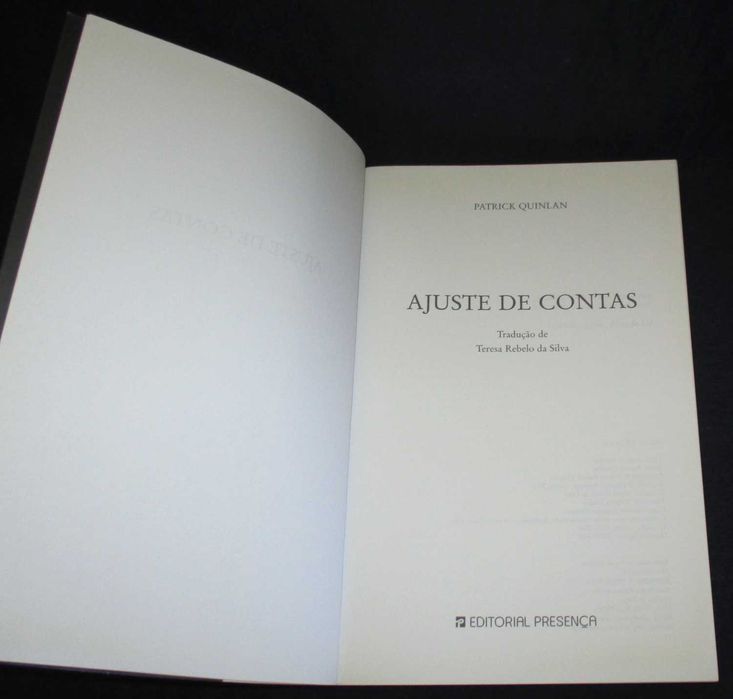 PATRICK QUINLAN
AJUSTE DE CONTAS
Tradução de
Teresa Rebelo da Silva
EDITORIAL PRESENÇA